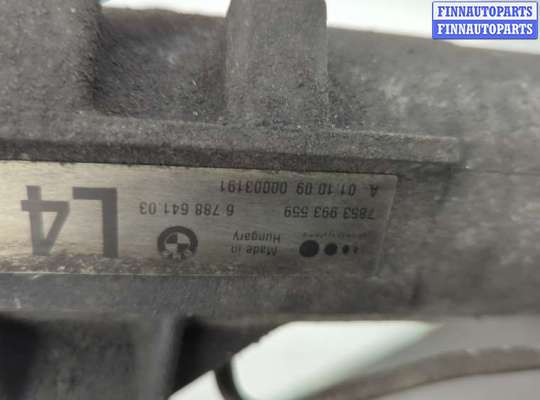 FINNAUTOPARTS
FINNAUTOPARTS
L4
Made in
Hungary
6 788 641.03
7853 993 559
A 01.10.09 00003191